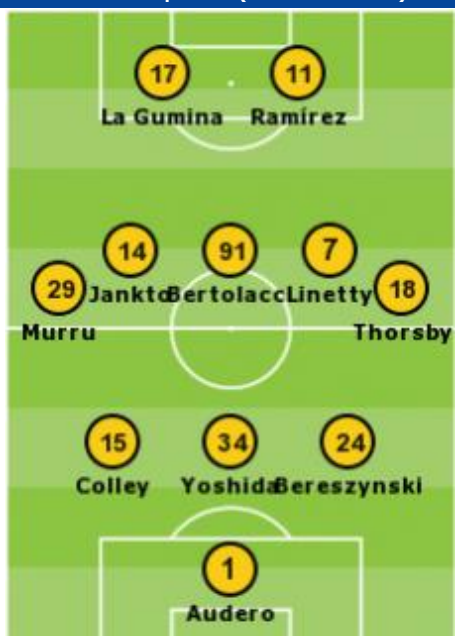 17 11
La Gumina Ramírez
14 91 7
29 18
Jankto Bertolacc Linetty
Murru Thorsby
15 34 24
Colley Yoshida Bereszynski
1
Audero